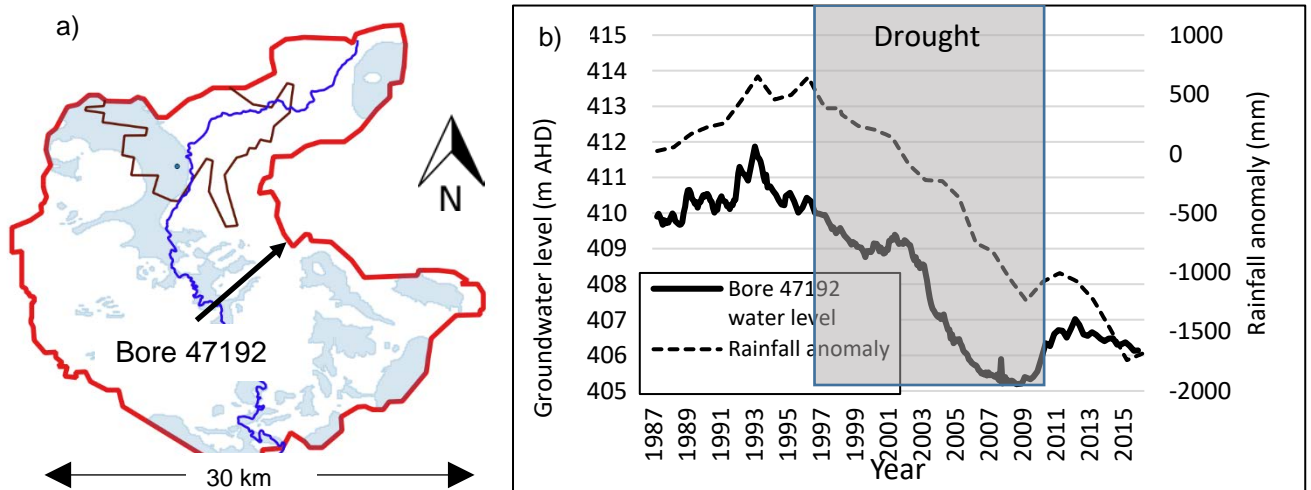 a)
N
Bore 47192
30 km
b)
Drought
Groundwater level (m AHD)
415
414
413
412
411
410
409
408
407
406
405
1000
500
0
-500
-1000
-1500
-2000
Rainfall anomaly (mm)
Bore 47192
water level
Rainfall anomaly
1987
1989
1991
1993
1995
1997
1999
2001
2003
2005
2007
2009
2011
2013
2015
Year